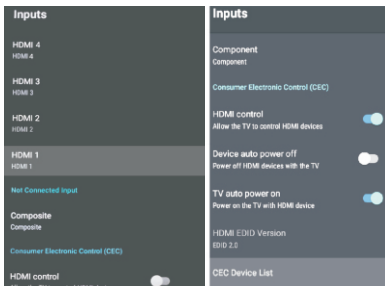 Inputs
HDMI 4
HDMI 4
HDMI 3
HDMI 3
HDMI 2
HDMI 2
HDMI 1
HDMI 1
Not Connected input
Composite
Composite
Consumer Electronic Control (CEC)
HDMI control
Inputs
Component
Component
Consumer Electronic Control (CEC)
HDMI control
Allow the TV to control HDMI devices
Device auto power off
Power off HDMI devices with the TV
TV auto power on
Power on the TV with HDMI device
HDMI EDID Version
EDID 2.0
CEC Device List